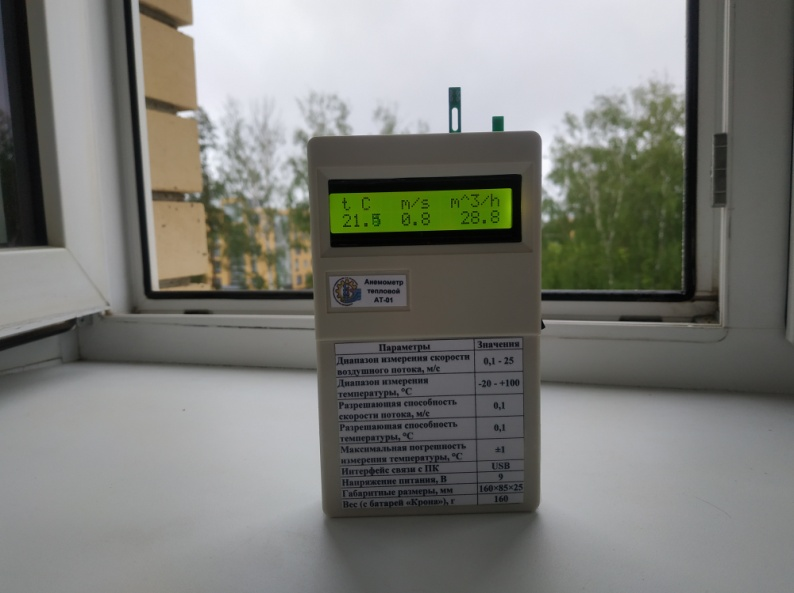 t C m/s m^3/h
21.5 0.8 28.8
Анемометр
тепловой
АТ-01
Параметры Значения
Диапазон измерения скорости
воздушного потока, м/с 0,1 - 25
Диапазон измерения
температуры, °С -20 - +100
Разрешающая способность
скорости потока, м/с 0,1
Разрешающая способность
температуры, °С 0,1
Максимальная погрешность
измерения температуры, °С ±1
Интерфейс связи с ПК USB
Напряжение питания, В 9
Габаритные размеры, мм 160×85×25
Вес (с батарей «Крона»), г 160